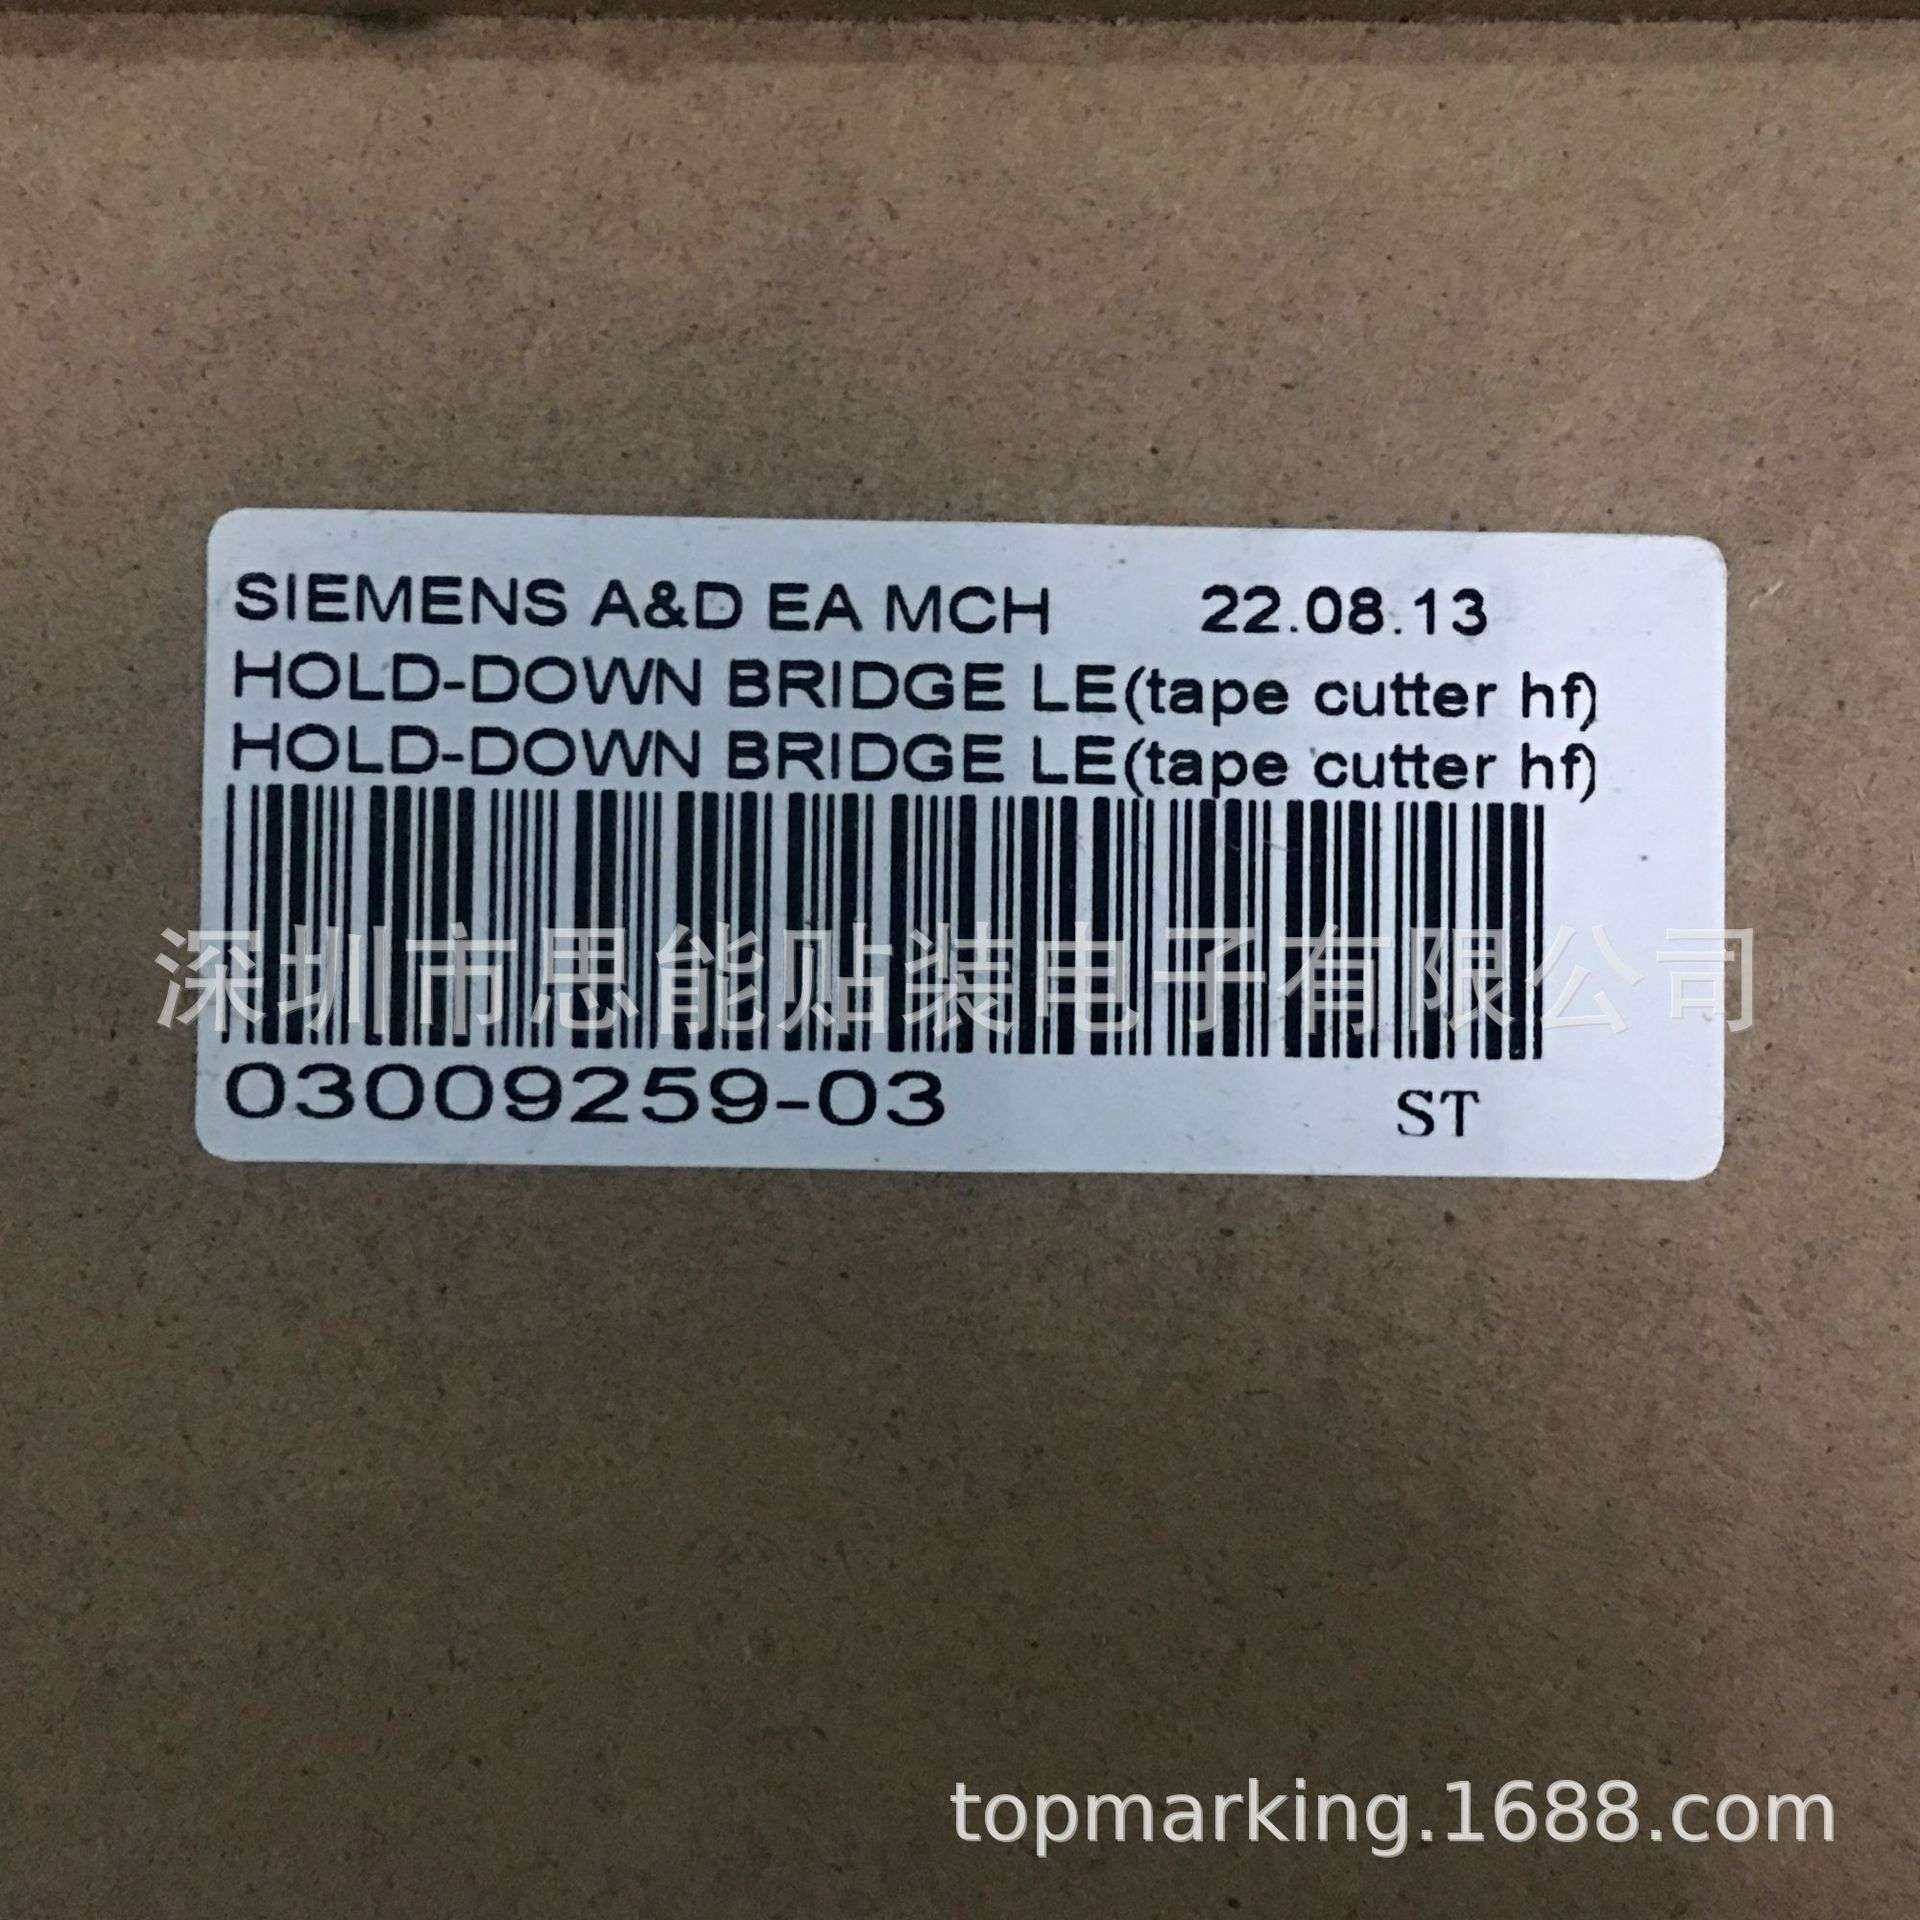 SIEMENS A&D EA MCH 22.08.13
HOLD-DOWN BRIDGE LE(tape cutter hf)
HOLD-DOWN BRIDGE LE(tape cutter hf)
深圳市思能贴装电子有限公司
03009259-03 ST
topmarking.1688.com